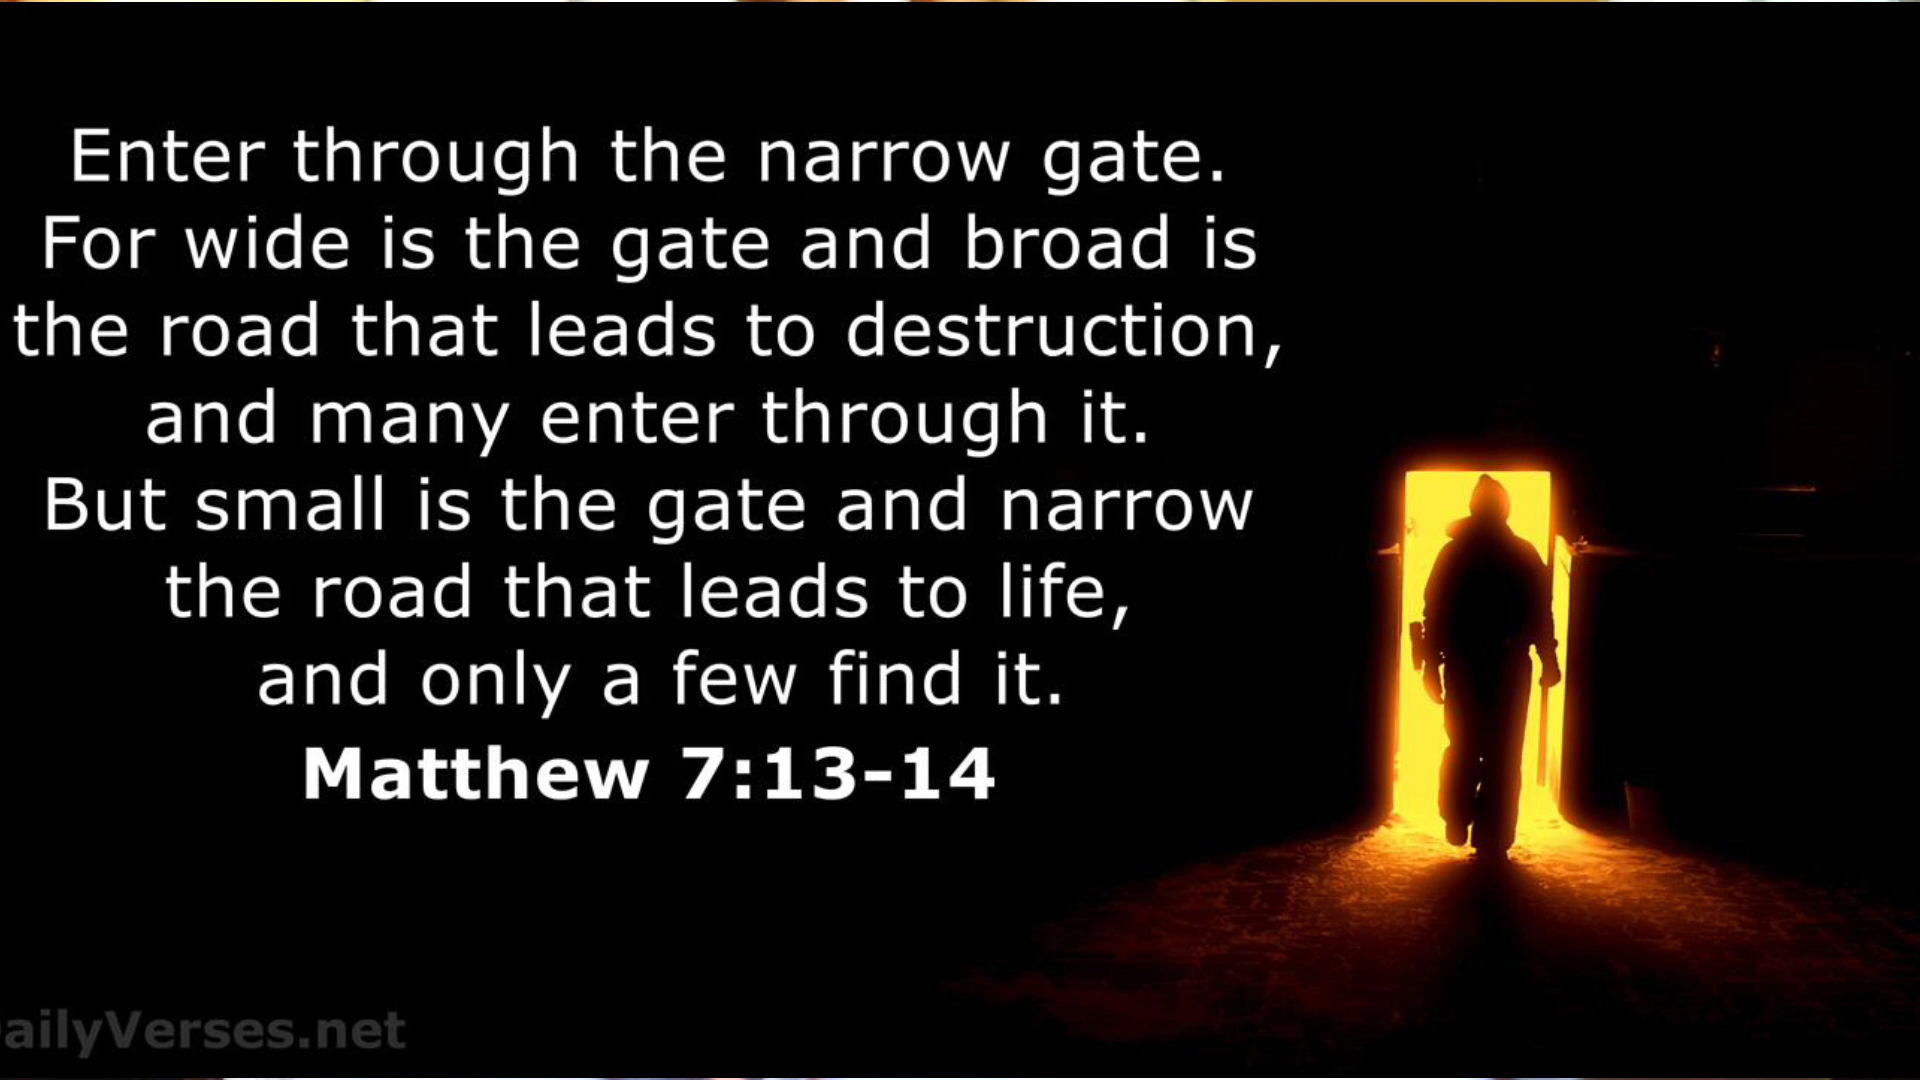 Enter through the narrow gate.
For wide is the gate and broad is
the road that leads to destruction,
and many enter through it.
But small is the gate and narrow
the road that leads to life,
and only a few find it.
Matthew 7:13-14
ailyVerses.net